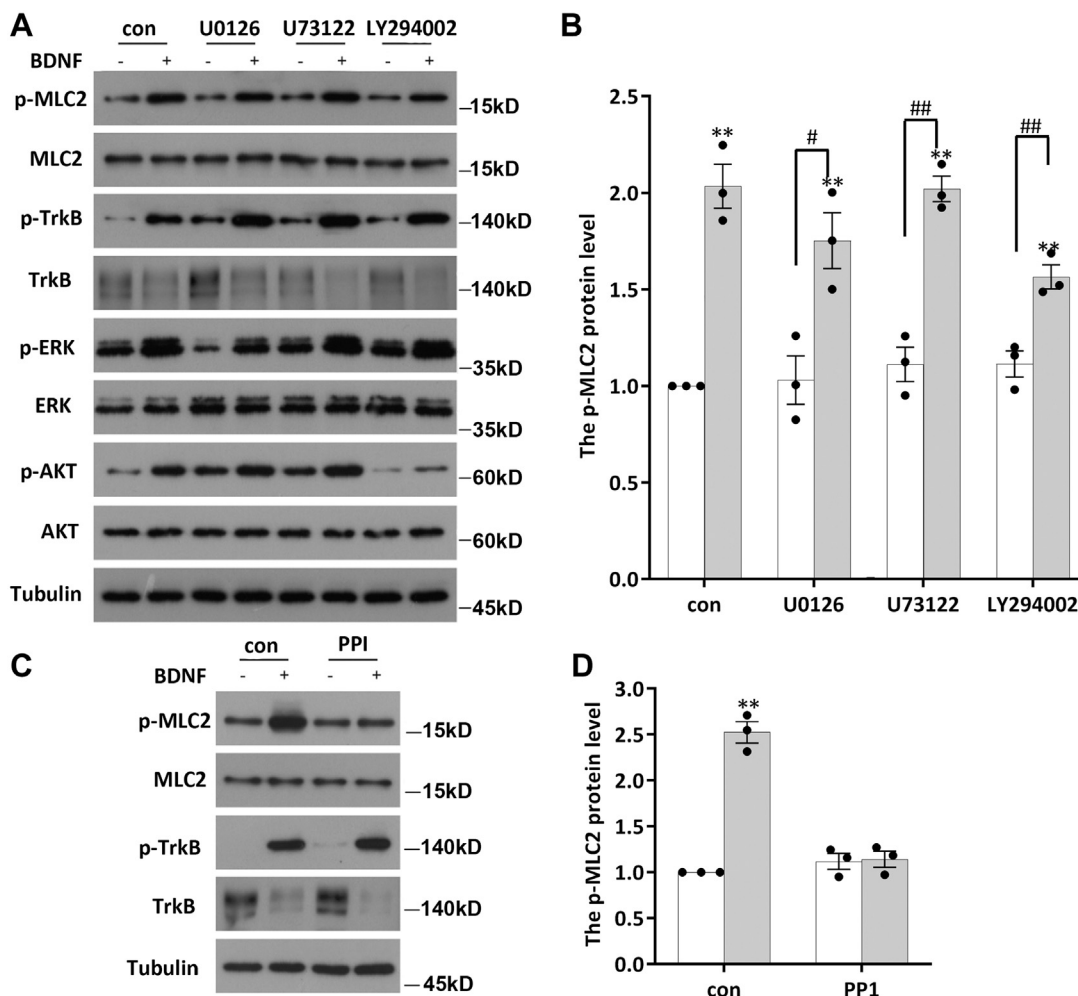 A
con U0126 U73122 LY294002
BDNF - + - + - + - +
p-MLC2 –15kD
MLC2 –15kD
p-TrkB –140kD
TrkB –140kD
p-ERK –35kD
ERK –35kD
p-AKT –60kD
AKT –60kD
Tubulin –45kD
B
The p-MLC2 protein level
2.5
2.0
1.5
1.0
0.5
0.0
** # ** ## ** ## **
con U0126 U73122 LY294002
C
con PPI
BDNF - + - +
p-MLC2 –15kD
MLC2 –15kD
p-TrkB –140kD
TrkB –140kD
Tubulin –45kD
D
The p-MLC2 protein level
3.0
2.5
2.0
1.5
1.0
0.5
0.0
**
con PP1